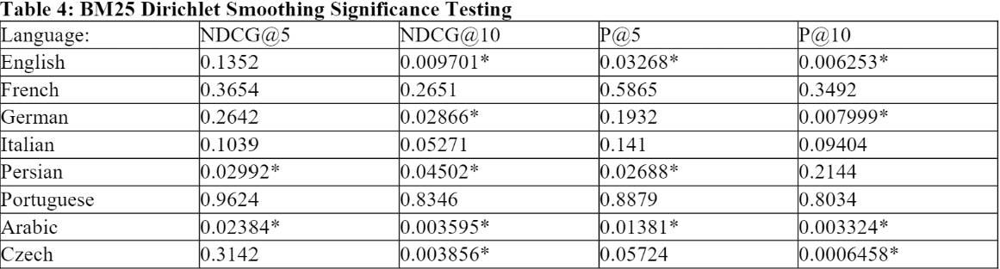 Table 4: BM25 Dirichlet Smoothing Significance Testing
Language: NDCG@5 NDCG@10 P@5 P@10
English 0.1352 0.009701* 0.03268* 0.006253*
French 0.3654 0.2651 0.5865 0.3492
German 0.2642 0.02866* 0.1932 0.007999*
Italian 0.1039 0.05271 0.141 0.09404
Persian 0.02992* 0.04502* 0.02688* 0.2144
Portuguese 0.9624 0.8346 0.8879 0.8034
Arabic 0.02384* 0.003595* 0.01381* 0.003324*
Czech 0.3142 0.003856* 0.05724 0.0006458*